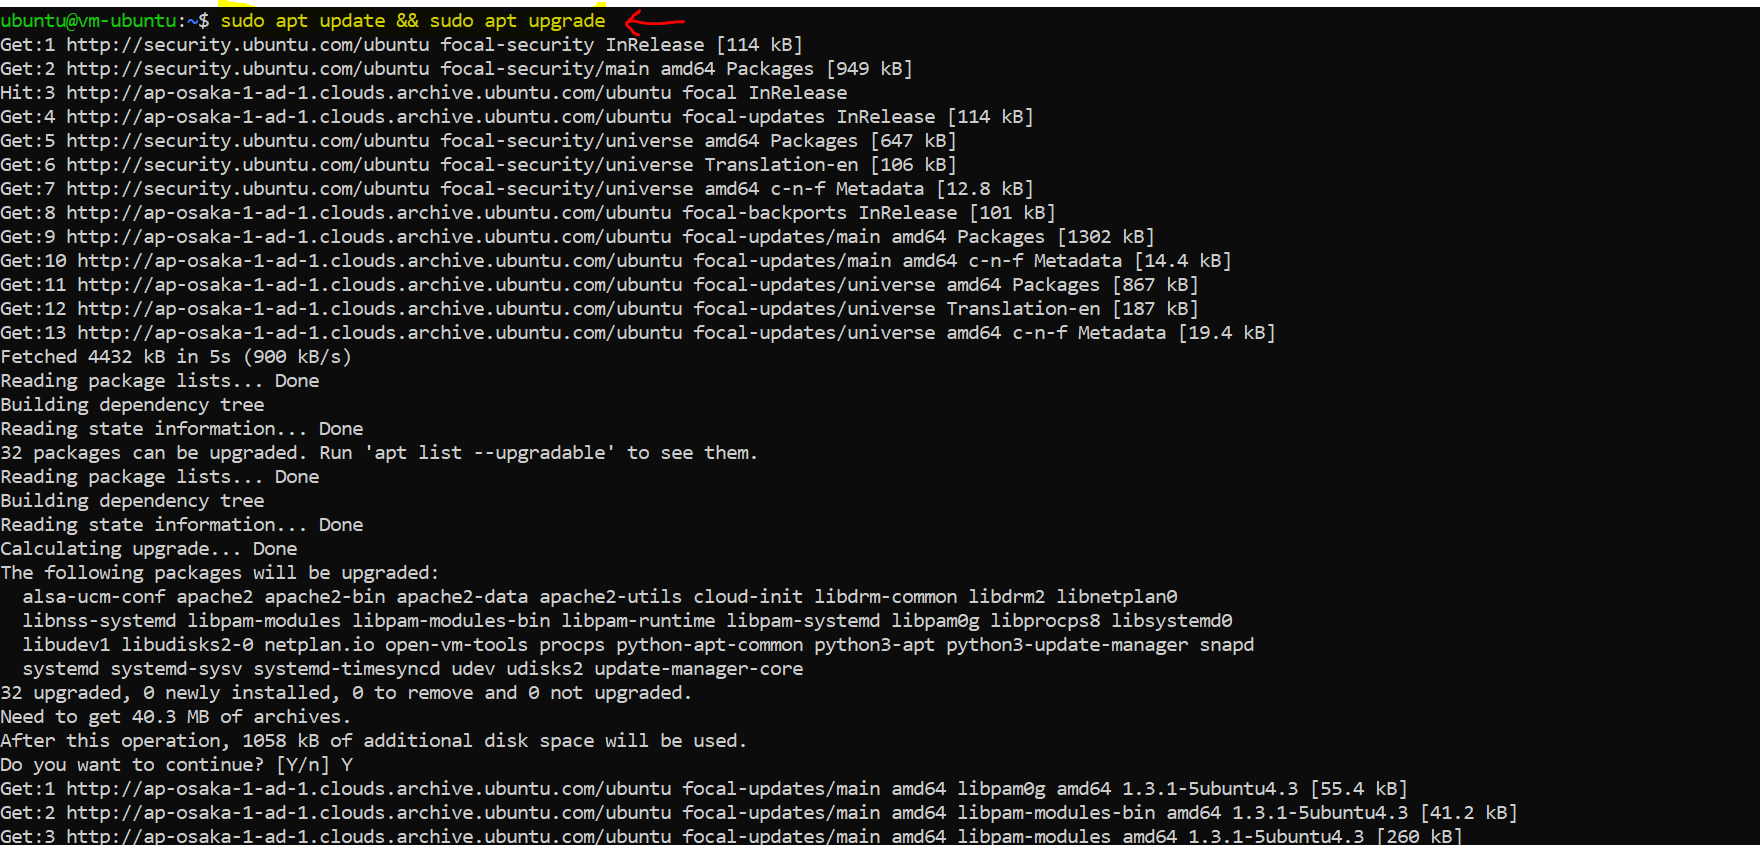 ubuntu@vm-ubuntu:~$ sudo apt update && sudo apt upgrade
Get:1 http://security.ubuntu.com/ubuntu focal-security InRelease [114 kB]
Get:2 http://security.ubuntu.com/ubuntu focal-security/main amd64 Packages [949 kB]
Hit:3 http://ap-osaka-1-ad-1.clouds.archive.ubuntu.com/ubuntu focal InRelease
Get:4 http://ap-osaka-1-ad-1.clouds.archive.ubuntu.com/ubuntu focal-updates InRelease [114 kB]
Get:5 http://security.ubuntu.com/ubuntu focal-security/universe amd64 Packages [647 kB]
Get:6 http://security.ubuntu.com/ubuntu focal-security/universe Translation-en [106 kB]
Get:7 http://security.ubuntu.com/ubuntu focal-security/universe amd64 c-n-f Metadata [12.8 kB]
Get:8 http://ap-osaka-1-ad-1.clouds.archive.ubuntu.com/ubuntu focal-backports InRelease [101 kB]
Get:9 http://ap-osaka-1-ad-1.clouds.archive.ubuntu.com/ubuntu focal-updates/main amd64 Packages [1302 kB]
Get:10 http://ap-osaka-1-ad-1.clouds.archive.ubuntu.com/ubuntu focal-updates/main amd64 c-n-f Metadata [14.4 kB]
Get:11 http://ap-osaka-1-ad-1.clouds.archive.ubuntu.com/ubuntu focal-updates/universe amd64 Packages [867 kB]
Get:12 http://ap-osaka-1-ad-1.clouds.archive.ubuntu.com/ubuntu focal-updates/universe Translation-en [187 kB]
Get:13 http://ap-osaka-1-ad-1.clouds.archive.ubuntu.com/ubuntu focal-updates/universe amd64 c-n-f Metadata [19.4 kB]
Fetched 4432 kB in 5s (900 kB/s)
Reading package lists... Done
Building dependency tree
Reading state information... Done
32 packages can be upgraded. Run 'apt list --upgradable' to see them.
Reading package lists... Done
Building dependency tree
Reading state information... Done
Calculating upgrade... Done
The following packages will be upgraded:
  alsa-ucm-conf apache2 apache2-bin apache2-data apache2-utils cloud-init libdrm-common libdrm2 libnetplan0
  libnss-systemd libpam-modules libpam-modules-bin libpam-runtime libpam-systemd libpam0g libprocps8 libsystemd0
  libudev1 libudisks2-0 netplan.io open-vm-tools procps python-apt-common python3-apt python3-update-manager snapd
  systemd systemd-sysv systemd-timesyncd udev udisks2 update-manager-core
32 upgraded, 0 newly installed, 0 to remove and 0 not upgraded.
Need to get 40.3 MB of archives.
After this operation, 1058 kB of additional disk space will be used.
Do you want to continue? [Y/n] Y
Get:1 http://ap-osaka-1-ad-1.clouds.archive.ubuntu.com/ubuntu focal-updates/main amd64 libpam0g amd64 1.3.1-5ubuntu4.3 [55.4 kB]
Get:2 http://ap-osaka-1-ad-1.clouds.archive.ubuntu.com/ubuntu focal-updates/main amd64 libpam-modules-bin amd64 1.3.1-5ubuntu4.3 [41.2 kB]
Get:3 http://ap-osaka-1-ad-1.clouds.archive.ubuntu.com/ubuntu focal-updates/main amd64 libpam-modules amd64 1.3.1-5ubuntu4.3 [260 kB]